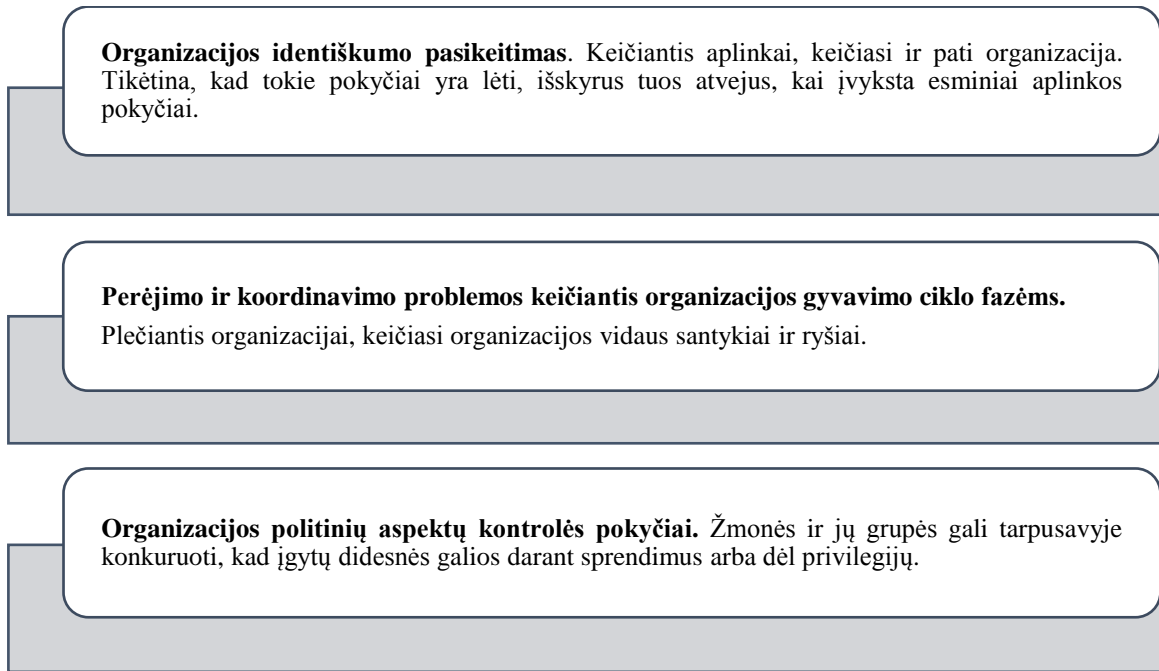 Organizacijos identiškumo pasikeitimas. Keičiantis aplinkai, keičiasi ir pati organizacija.
Tikėtina, kad tokie pokyčiai yra lėti, išskyrus tuos atvejus, kai įvyksta esminiai aplinkos
pokyčiai.
Perėjimo ir koordinavimo problemos keičiantis organizacijos gyvavimo ciklo fazėms.
Plečiantis organizacijai, keičiasi organizacijos vidaus santykiai ir ryšiai.
Organizacijos politinių aspektų kontrolės pokyčiai. Žmonės ir jų grupės gali tarpusavyje
konkuruoti, kad įgytų didesnės galios darant sprendimus arba dėl privilegijų.